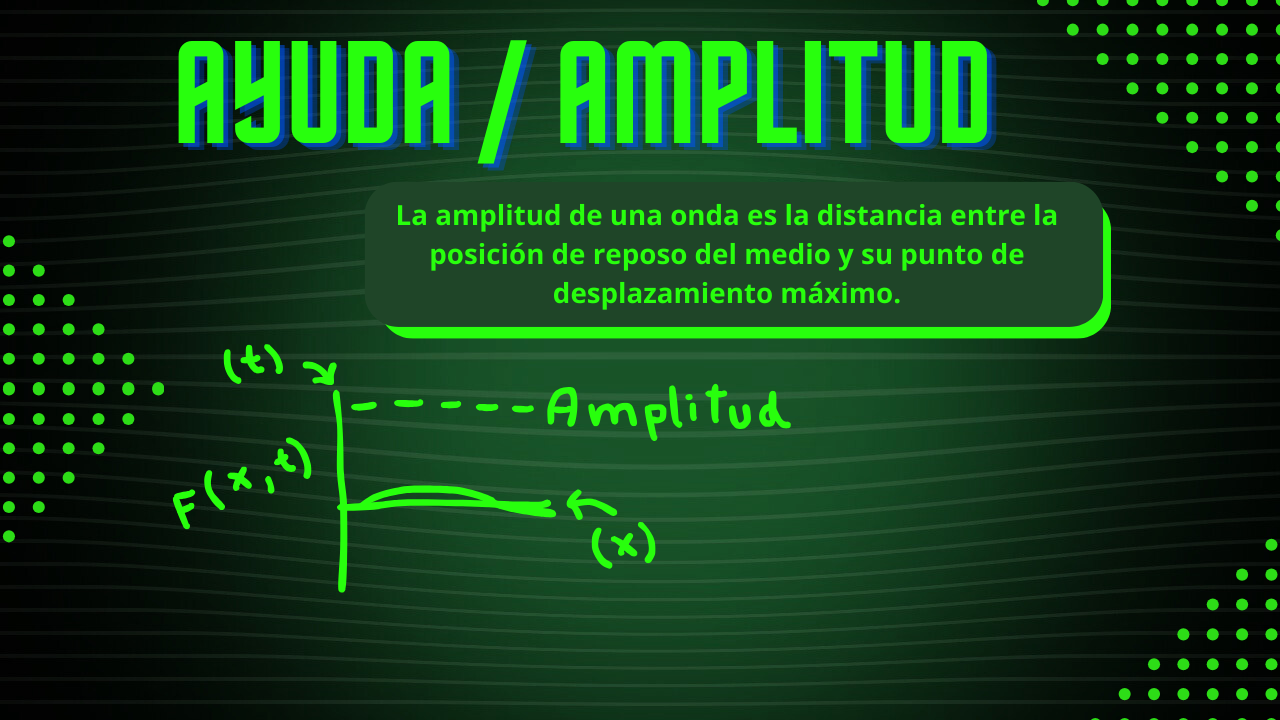 AYUDA / AMPLITUD
La amplitud de una onda es la distancia entre la
posición de reposo del medio y su punto de
desplazamiento máximo.
(t)
Amplitud
F(x,t)
(x)